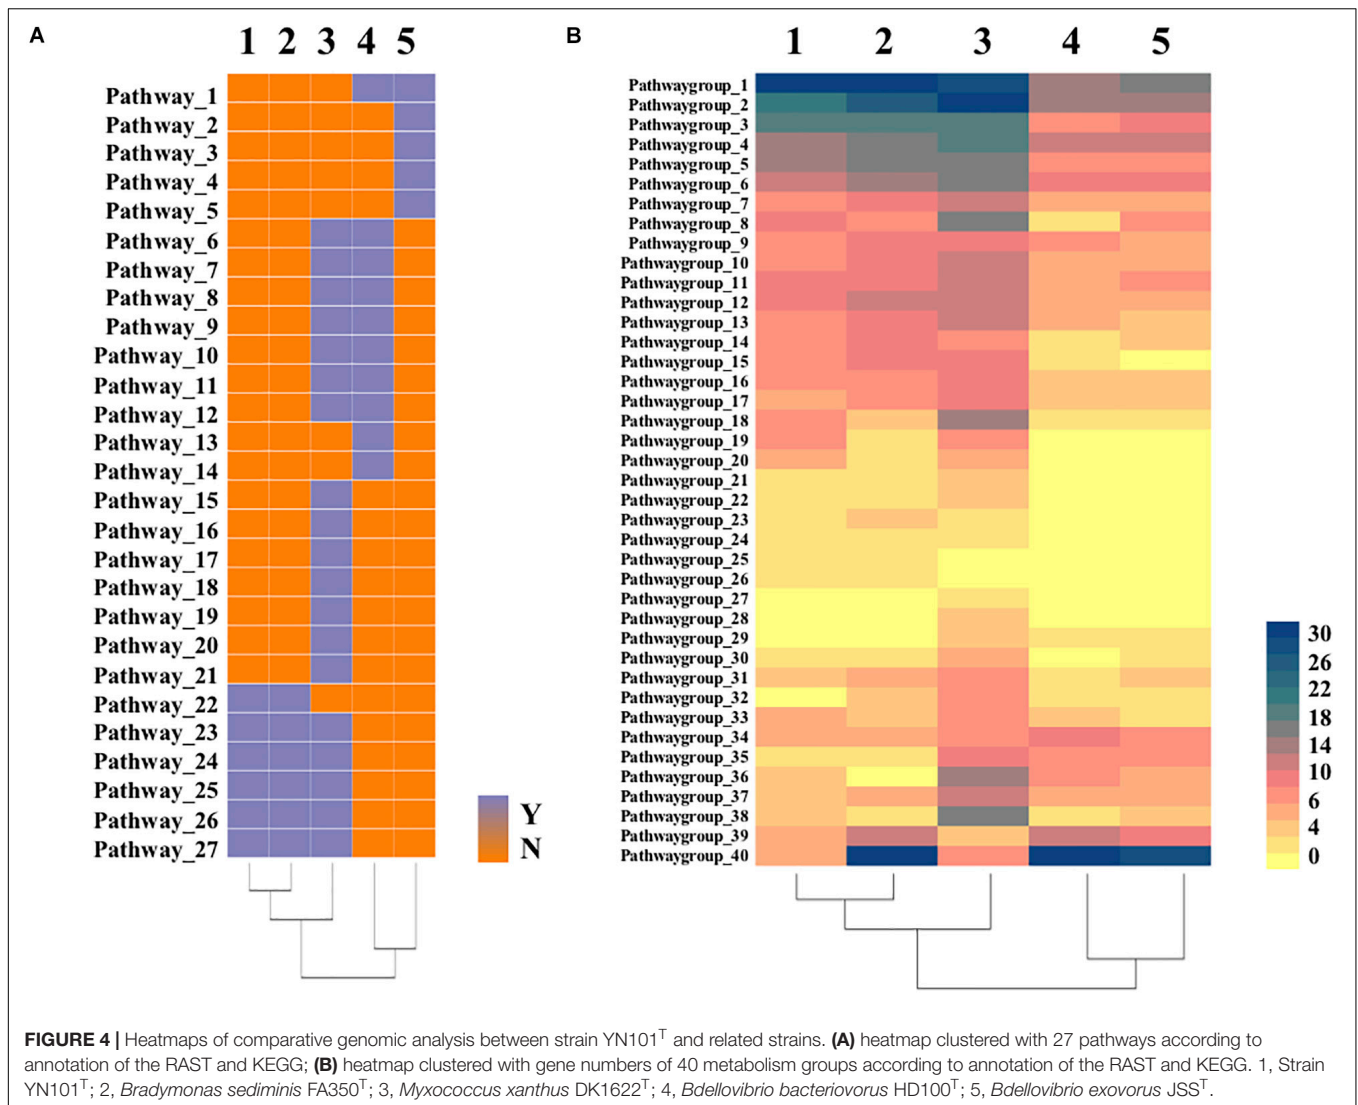 A
1 2 3 4 5
Pathway_1
Pathway_2
Pathway_3
Pathway_4
Pathway_5
Pathway_6
Pathway_7
Pathway_8
Pathway_9
Pathway_10
Pathway_11
Pathway_12
Pathway_13
Pathway_14
Pathway_15
Pathway_16
Pathway_17
Pathway_18
Pathway_19
Pathway_20
Pathway_21
Pathway_22
Pathway_23
Pathway_24
Pathway_25
Pathway_26
Pathway_27
Y
N
B
1 2 3 4 5
Pathwaygroup_1
Pathwaygroup_2
Pathwaygroup_3
Pathwaygroup_4
Pathwaygroup_5
Pathwaygroup_6
Pathwaygroup_7
Pathwaygroup_8
Pathwaygroup_9
Pathwaygroup_10
Pathwaygroup_11
Pathwaygroup_12
Pathwaygroup_13
Pathwaygroup_14
Pathwaygroup_15
Pathwaygroup_16
Pathwaygroup_17
Pathwaygroup_18
Pathwaygroup_19
Pathwaygroup_20
Pathwaygroup_21
Pathwaygroup_22
Pathwaygroup_23
Pathwaygroup_24
Pathwaygroup_25
Pathwaygroup_26
Pathwaygroup_27
Pathwaygroup_28
Pathwaygroup_29
Pathwaygroup_30
Pathwaygroup_31
Pathwaygroup_32
Pathwaygroup_33
Pathwaygroup_34
Pathwaygroup_35
Pathwaygroup_36
Pathwaygroup_37
Pathwaygroup_38
Pathwaygroup_39
Pathwaygroup_40
30
26
22
18
14
10
6
4
0
FIGURE 4 | Heatmaps of comparative genomic analysis between strain YN101ᵀ and related strains. (A) heatmap clustered with 27 pathways according to
annotation of the RAST and KEGG; (B) heatmap clustered with gene numbers of 40 metabolism groups according to annotation of the RAST and KEGG. 1, Strain
YN101ᵀ; 2, Bradymonas sediminis FA350ᵀ; 3, Myxococcus xanthus DK1622ᵀ; 4, Bdellovibrio bacteriovorus HD100ᵀ; 5, Bdellovibrio exovorus JSSᵀ.